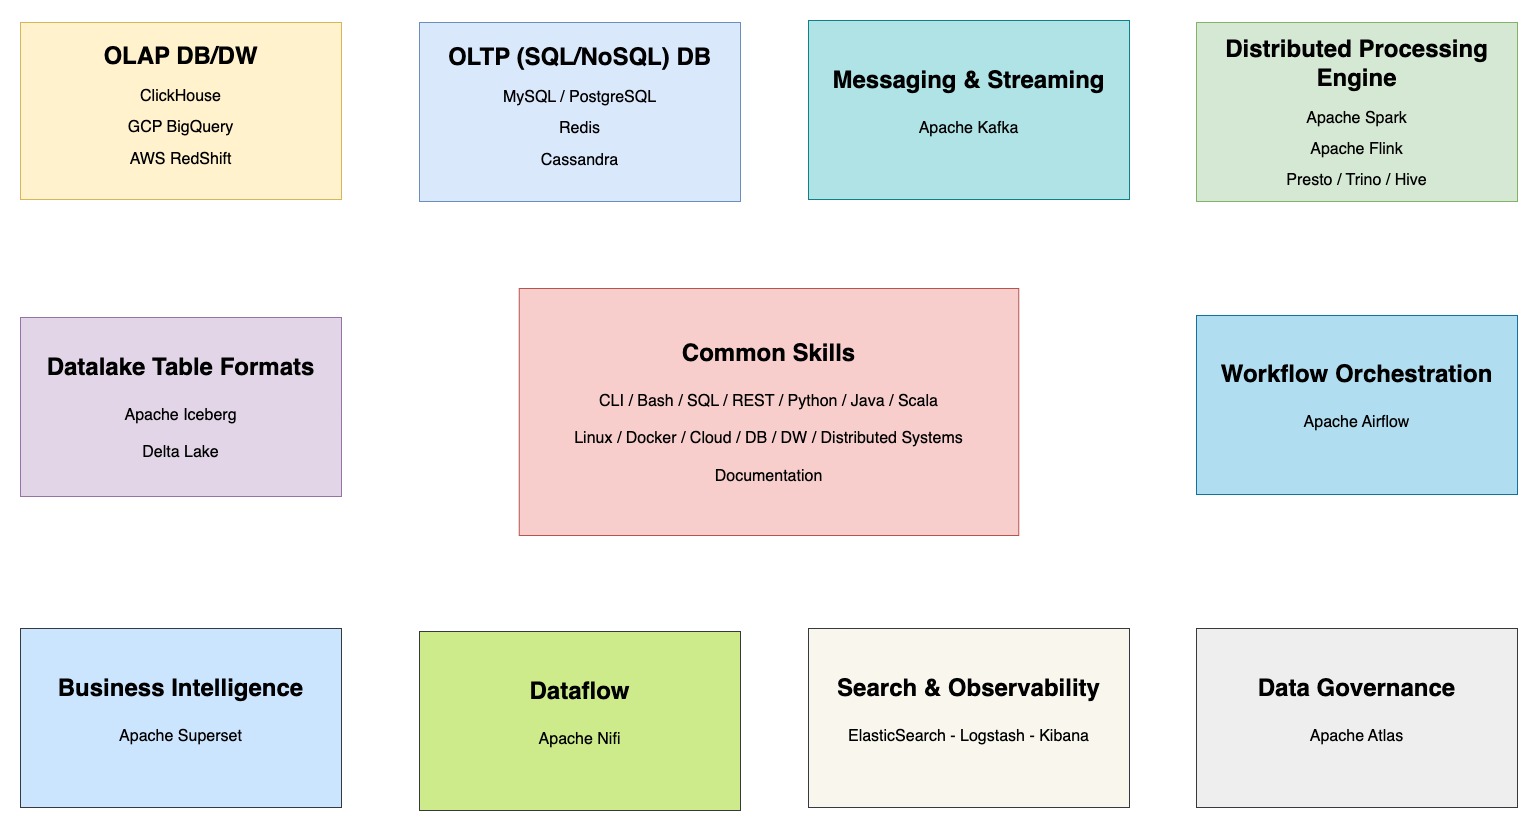 OLAP DB/DW
ClickHouse
GCP BigQuery
AWS RedShift
OLTP (SQL/NoSQL) DB
MySQL / PostgreSQL
Redis
Cassandra
Messaging & Streaming
Apache Kafka
Distributed Processing
Engine
Apache Spark
Apache Flink
Presto / Trino / Hive
Datalake Table Formats
Apache Iceberg
Delta Lake
Common Skills
CLI / Bash / SQL / REST / Python / Java / Scala
Linux / Docker / Cloud / DB / DW / Distributed Systems
Documentation
Workflow Orchestration
Apache Airflow
Business Intelligence
Apache Superset
Dataflow
Apache Nifi
Search & Observability
ElasticSearch - Logstash - Kibana
Data Governance
Apache Atlas